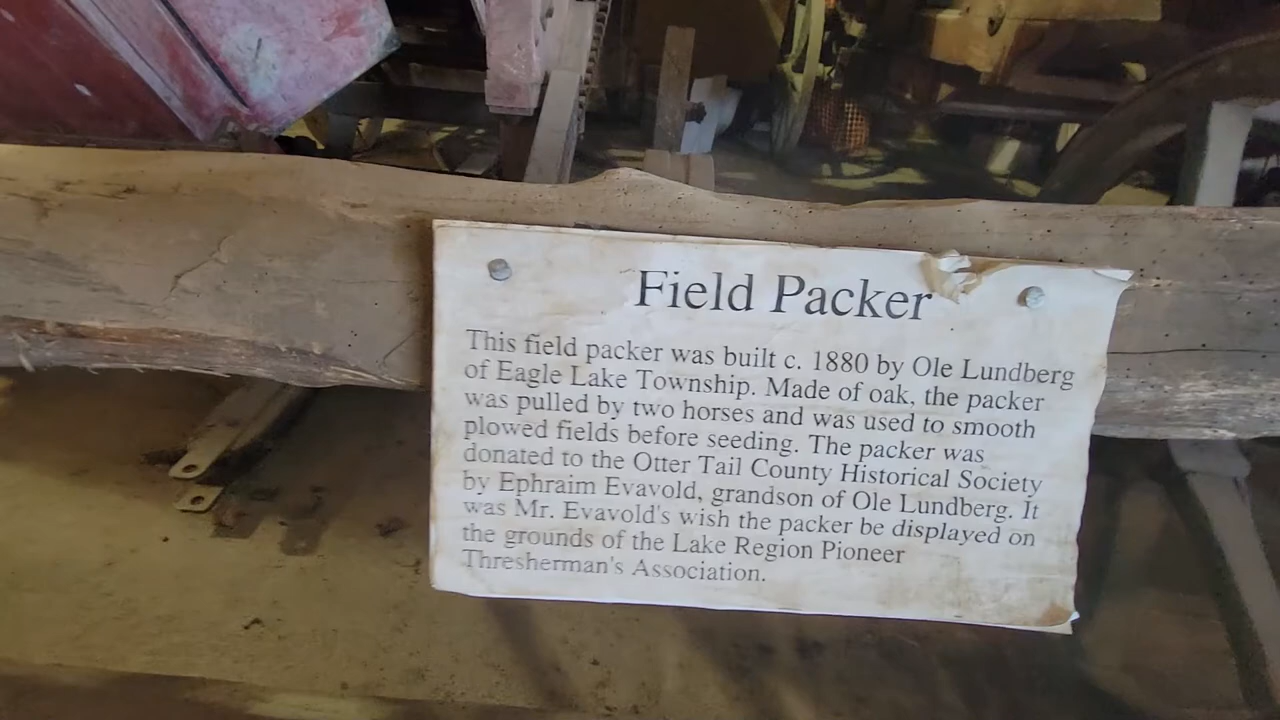 Field Packer
This field packer was built c. 1880 by Ole Lundberg
of Eagle Lake Township. Made of oak, the packer
was pulled by two horses and was used to smooth
plowed fields before seeding. The packer was
donated to the Otter Tail County Historical Society
by Ephraim Evavold, grandson of Ole Lundberg. It
was Mr. Evavold's wish the packer be displayed on
the grounds of the Lake Region Pioneer
Thresherman's Association.